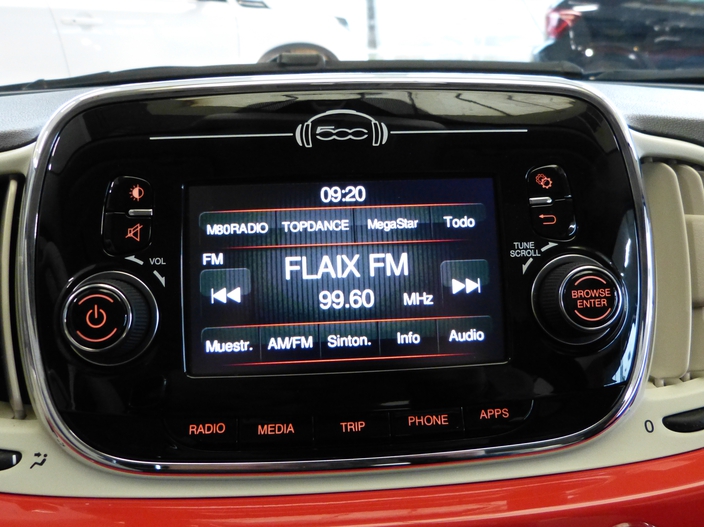 500
09:20
M80RADIO TOPDANCE MegaStar Todo
FM
FLAIX FM
99.60 MHz
Muestr. AM/FM Sinton. Info Audio
VOL
TUNE
SCROLL
BROWSE
ENTER
RADIO MEDIA TRIP PHONE APPS
0